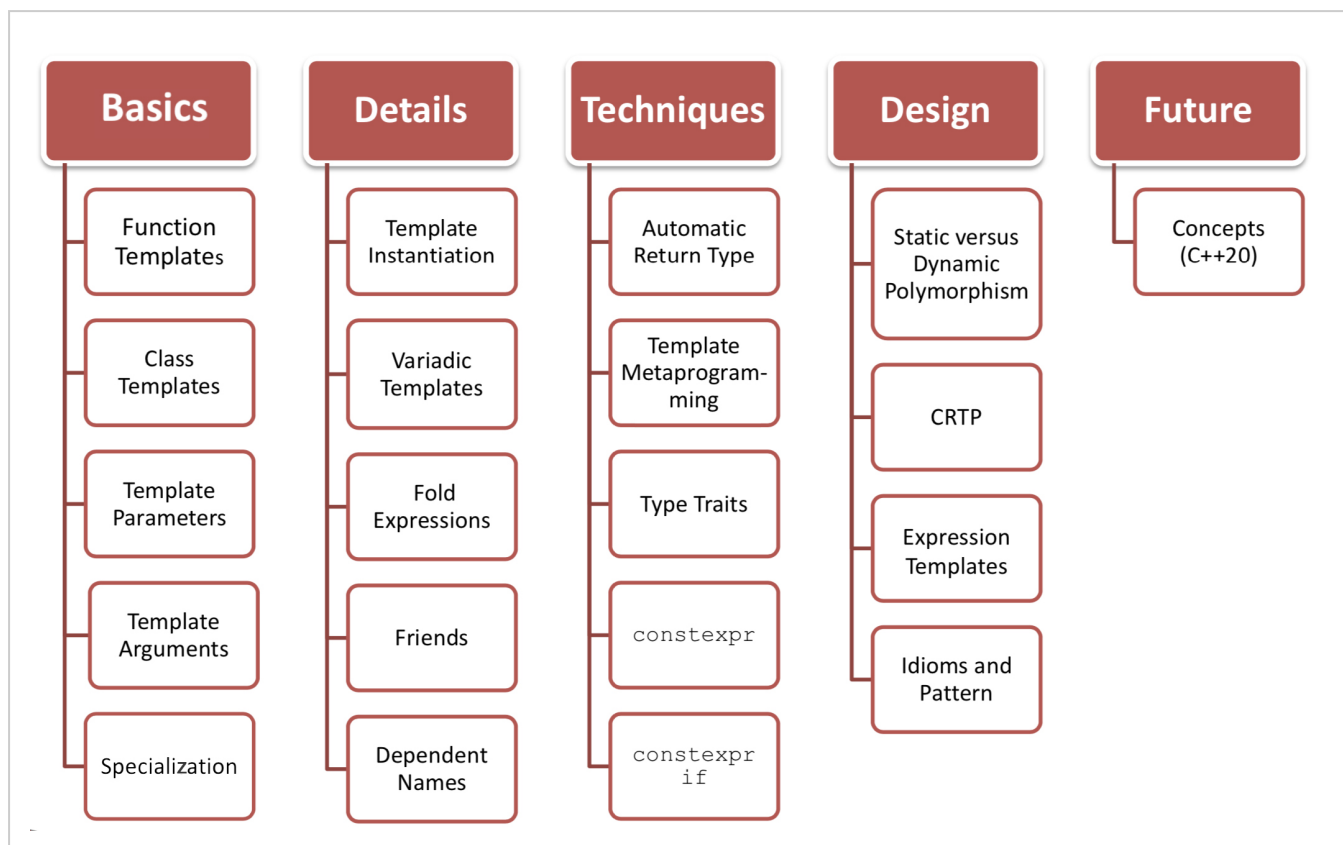 Basics
Function
Templates
Class
Templates
Template
Parameters
Template
Arguments
Specialization
Details
Template
Instantiation
Variadic
Templates
Fold
Expressions
Friends
Dependent
Names
Techniques
Automatic
Return Type
Template
Metaprogram-
ming
Type Traits
constexpr
constexpr
if
Design
Static versus
Dynamic
Polymorphism
CRTP
Expression
Templates
Idioms and
Pattern
Future
Concepts
(C++20)